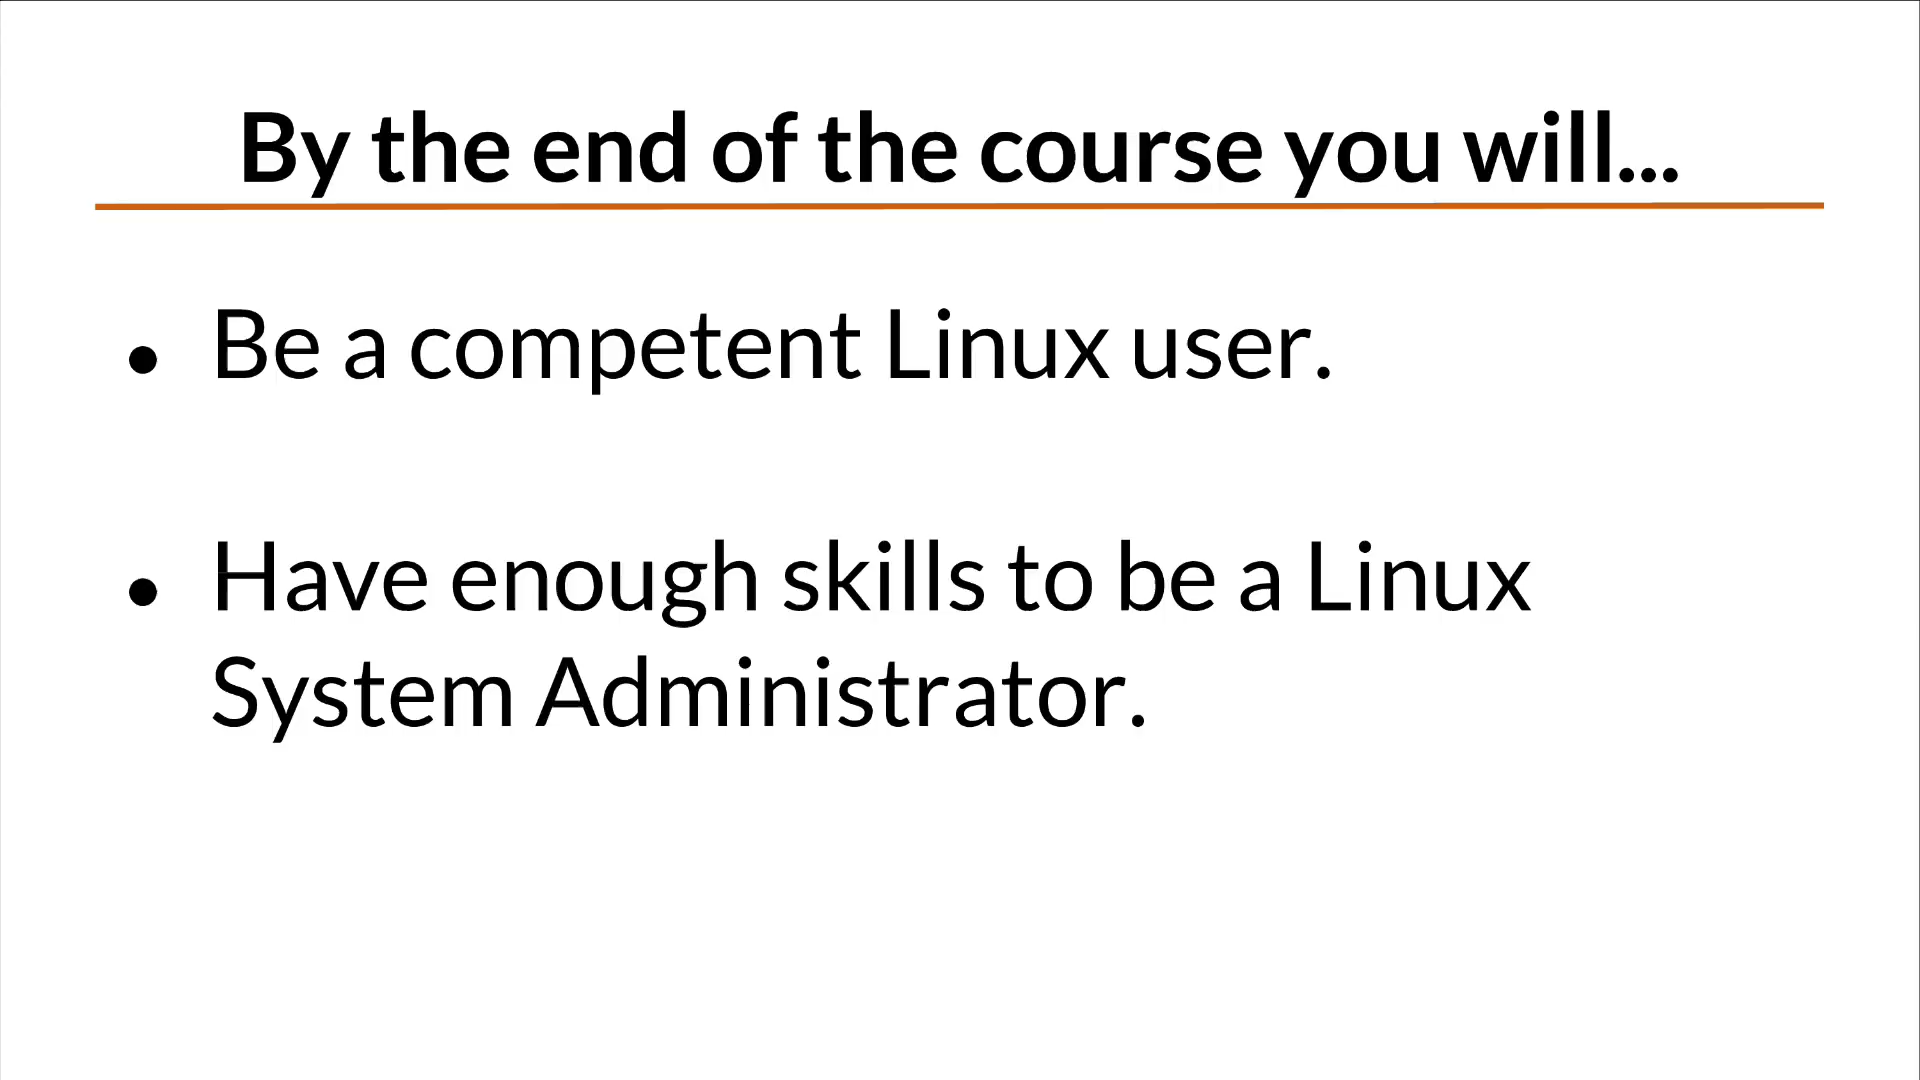 By the end of the course you will...
● Be a competent Linux user.
● Have enough skills to be a Linux
System Administrator.